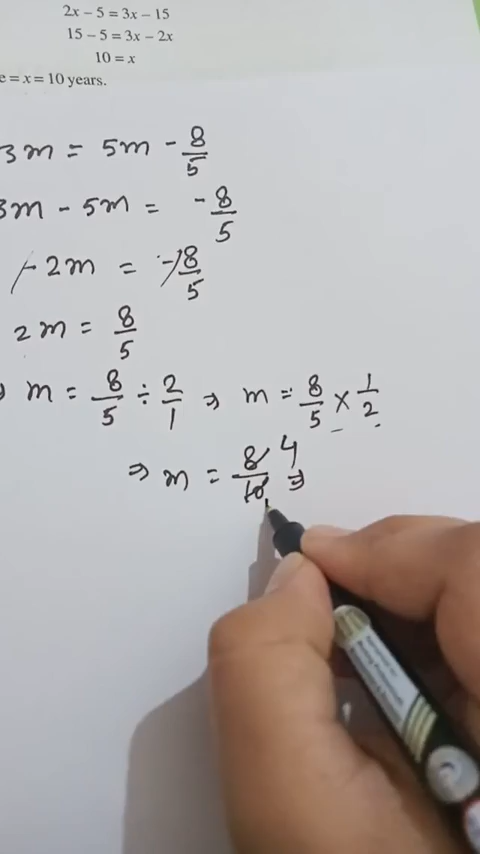 2x – 5 = 3x – 15
15 – 5 = 3x – 2x
10 = x
e = x = 10 years.
3m = 5m - 8/5
3m - 5m = -8/5
-2m = -8/5
2m = 8/5
m = 8/5 ÷ 2/1 ⇒ m = 8/5 × 1/2
⇒ m = 8/10 4 ⇒